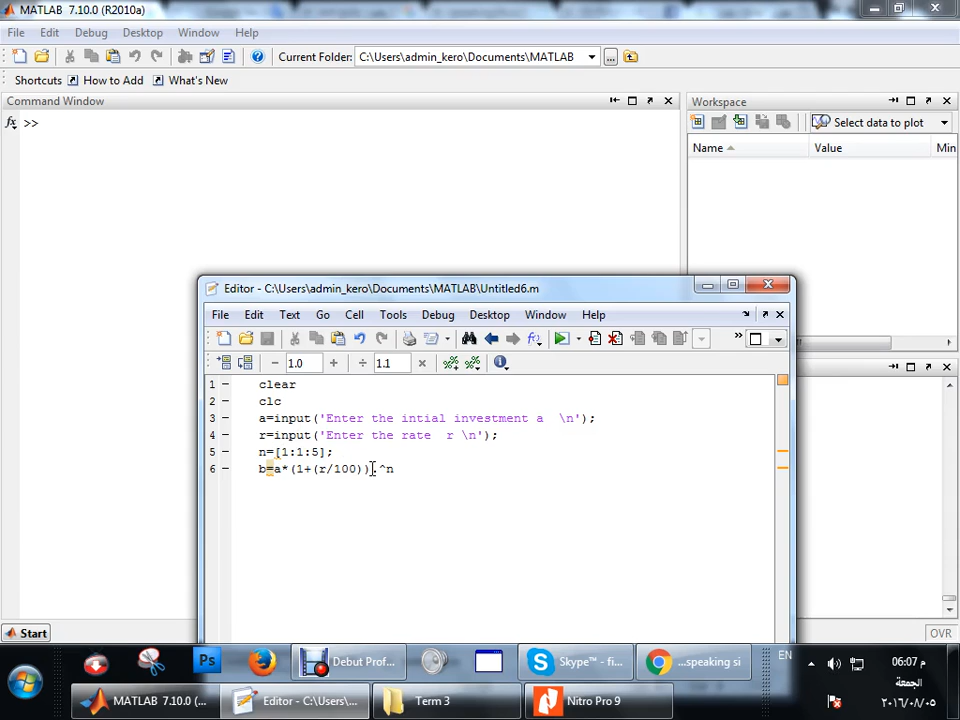 MATLAB 7.10.0 (R2010a)
File Edit Debug Desktop Window Help
Current Folder: C:\Users\admin_kero\Documents\MATLAB ...
Shortcuts How to Add What's New
Command Window
Workspace
fx >>
Select data to plot
Name Value Min
Editor - C:\Users\admin_kero\Documents\MATLAB\Untitled6.m
File Edit Text Go Cell Tools Debug Desktop Window Help
» 
- 1.0 + ÷ 1.1 ×
1 - clear
2 - clc
3 - a=input('Enter the intial investment a  \n');
4 - r=input('Enter the rate  r \n');
5 - n=[1:1:5];
6 - b=a*(1+(r/100)).^n
Start
OVR
Ps
Debut Prof...
Skype™ - fi...
...speaking si
EN
06:07 م
الجمعة
٢٠١٦/٠٨/٠٥
MATLAB 7.10.0 (...
Editor - C:\Users\...
Term 3
Nitro Pro 9